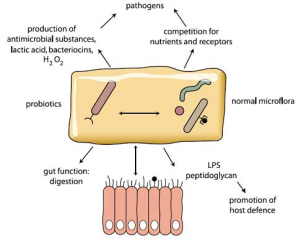 pathogens
production of
antimicrobial substances,
lactic acid, bacteriocins,
H2O2
competition for
nutrients and receptors
probiotics
normal microflora
gut function:
digestion
LPS
peptidoglycan
promotion of
host defence